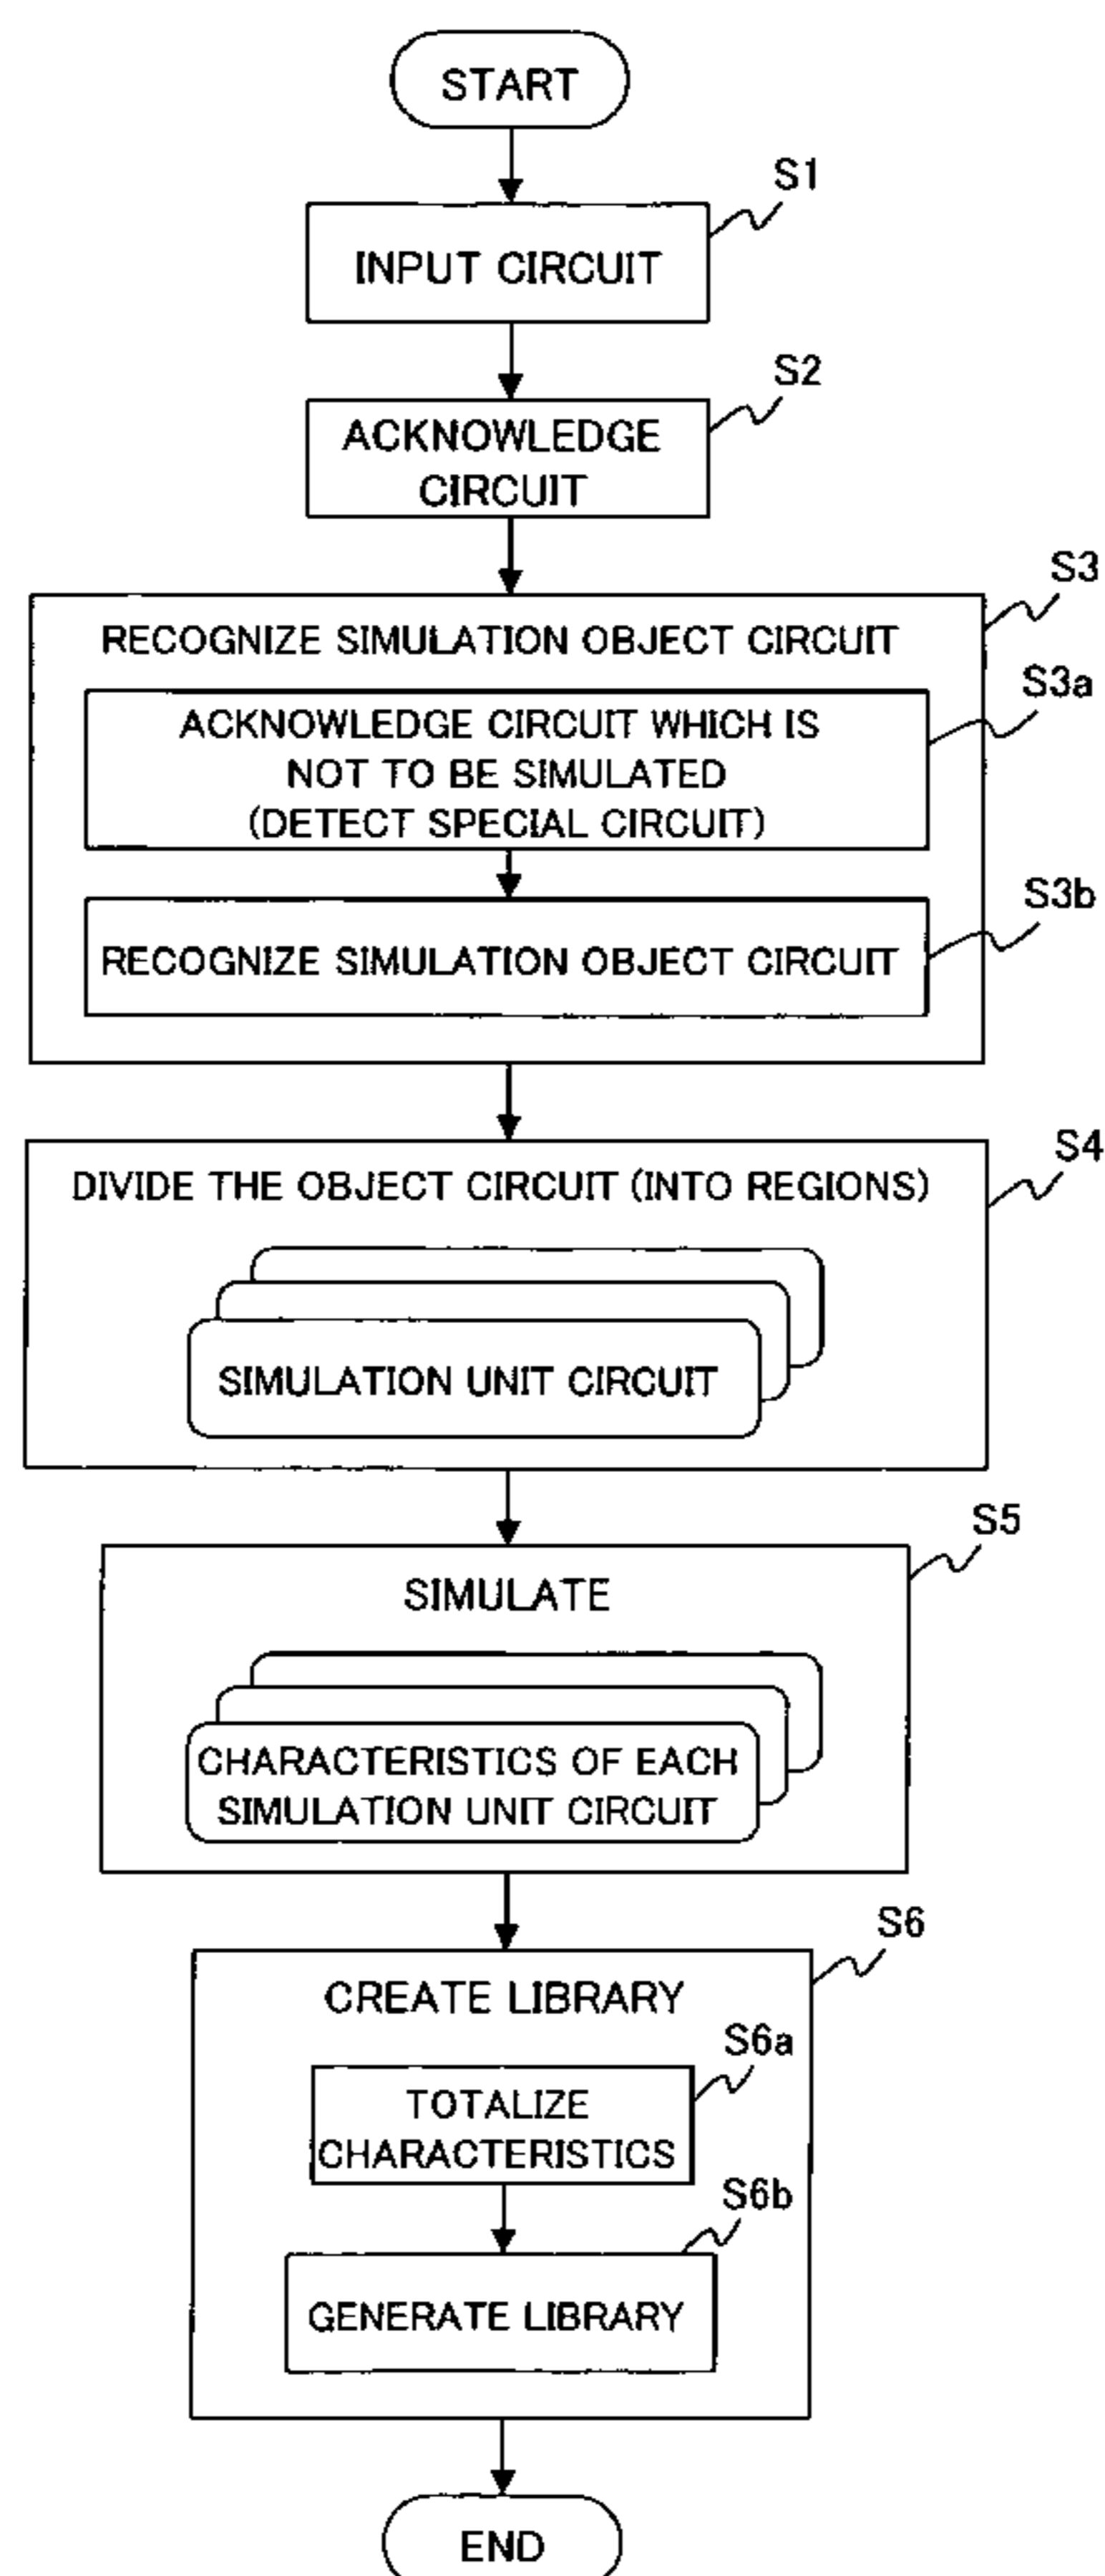 START
S1
INPUT CIRCUIT
S2
ACKNOWLEDGE
CIRCUIT
S3
RECOGNIZE SIMULATION OBJECT CIRCUIT
S3a
ACKNOWLEDGE CIRCUIT WHICH IS
NOT TO BE SIMULATED
(DETECT SPECIAL CIRCUIT)
S3b
RECOGNIZE SIMULATION OBJECT CIRCUIT
S4
DIVIDE THE OBJECT CIRCUIT (INTO REGIONS)
SIMULATION UNIT CIRCUIT
S5
SIMULATE
CHARACTERISTICS OF EACH
SIMULATION UNIT CIRCUIT
S6
CREATE LIBRARY
S6a
TOTALIZE
CHARACTERISTICS
S6b
GENERATE LIBRARY
END